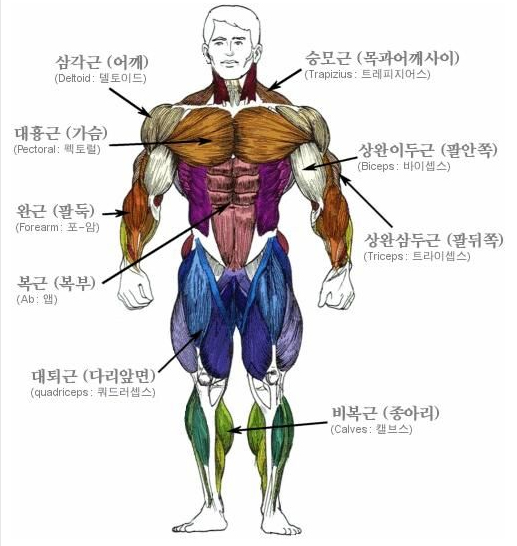 삼각근 (어깨)
(Deltoid : 델토이드)
승모근 (목과어깨사이)
(Trapizius : 트레피지어스)
대흉근 (가슴)
(Pectoral : 펙토럴)
상완이두근 (팔안쪽)
(Biceps : 바이셉스)
완근 (팔둑)
(Forearm : 포-암)
상완삼두근 (팔뒤쪽)
(Triceps : 트라이셉스)
복근 (복부)
(Ab : 앱)
대퇴근 (다리앞면)
(quadriceps : 쿼드러셉스)
비복근 (종아리)
(Calves : 캘브스)